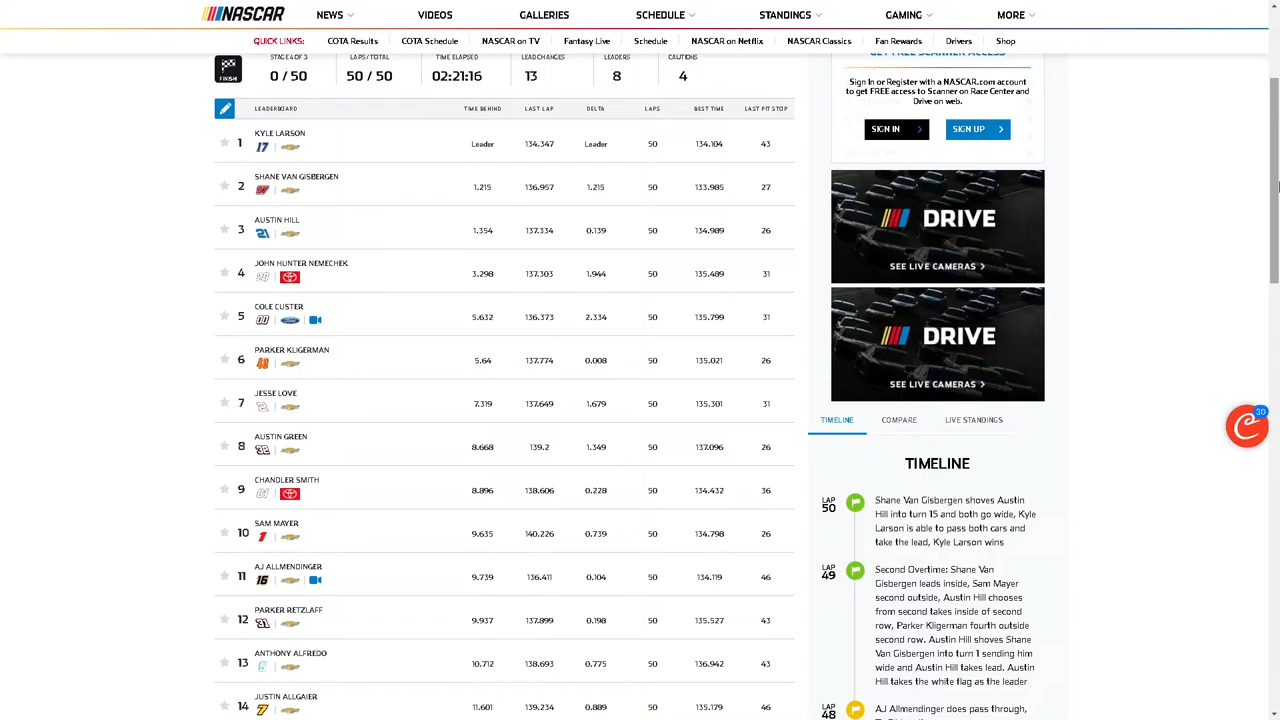 NASCAR
NEWS
VIDEOS
GALLERIES
SCHEDULE
STANDINGS
GAMING
MORE
QUICK LINKS:
COTA Results
COTA Schedule
NASCAR on TV
Fantasy Live
Schedule
NASCAR on Netflix
NASCAR Classics
Fan Rewards
Drivers
Shop
FINISH
STAGE 4 OF 3
0 / 50
LAPS/TOTAL
50 / 50
TIME ELAPSED
02:21:16
LEAD CHANGES
13
LEADERS
8
CAUTIONS
4
LEADERBOARD TIME BEHIND LAST LAP DELTA LAPS BEST TIME LAST PIT STOP
KYLE LARSON
1 17 Leader 134.347 Leader 50 134.104 43
SHANE VAN GISBERGEN
2 97 1.215 136.957 1.215 50 133.985 27
AUSTIN HILL
3 21 1.354 137.334 0.139 50 134.989 26
JOHN HUNTER NEMECHEK
4 3.298 137.303 1.944 50 135.489 31
COLE CUSTER
5 00 5.632 136.373 2.334 50 135.799 31
PARKER KLIGERMAN
6 48 5.64 137.774 0.008 50 135.021 26
JESSE LOVE
7 2 7.319 137.649 1.679 50 135.301 31
AUSTIN GREEN
8 8.668 139.2 1.349 50 137.096 26
CHANDLER SMITH
9 81 8.896 138.606 0.228 50 134.432 36
SAM MAYER
10 1 9.635 140.226 0.739 50 134.798 26
AJ ALLMENDINGER
11 16 9.739 136.411 0.104 50 134.119 46
PARKER RETZLAFF
12 31 9.937 137.899 0.198 50 135.527 43
ANTHONY ALFREDO
13 10.712 138.693 0.775 50 136.942 43
JUSTIN ALLGAIER
14 7 11.601 139.234 0.889 50 135.179 46
GET FREE SCANNER ACCESS
Sign In or Register with a NASCAR.com account
to get FREE access to Scanner on Race Center and
Drive on web.
SIGN IN
SIGN UP
DRIVE
SEE LIVE CAMERAS
DRIVE
SEE LIVE CAMERAS
30
TIMELINE
COMPARE
LIVE STANDINGS
TIMELINE
LAP
50
Shane Van Gisbergen shoves Austin
Hill into turn 15 and both go wide, Kyle
Larson is able to pass both cars and
take the lead, Kyle Larson wins
LAP
49
Second Overtime: Shane Van
Gisbergen leads inside, Sam Mayer
second outside, Austin Hill chooses
from second takes inside of second
row, Parker Kligerman fourth outside
second row. Austin Hill shoves Shane
Van Gisbergen into turn 1 sending him
wide and Austin Hill takes lead. Austin
Hill takes the white flag as the leader
LAP
48
AJ Allmendinger does pass through,